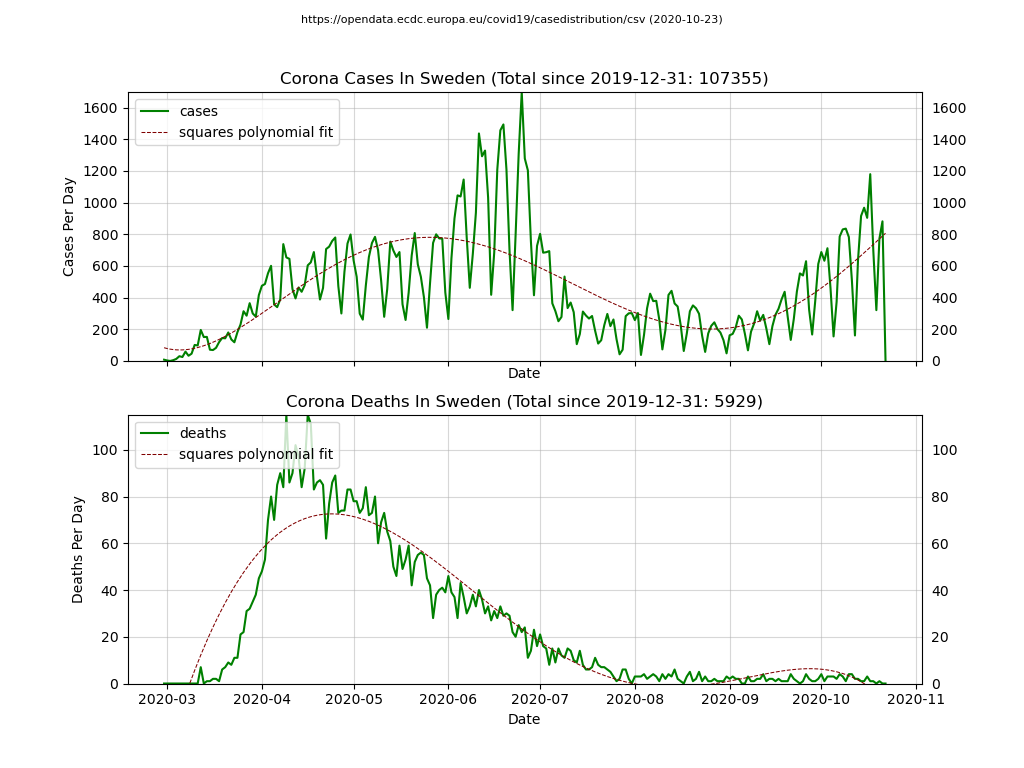 https://opendata.ecdc.europa.eu/covid19/casedistribution/csv (2020-10-23)
Corona Cases In Sweden (Total since 2019-12-31: 107355)
cases
squares polynomial fit
Cases Per Day
1600 1600
1400 1400
1200 1200
1000 1000
800 800
600 600
400 400
200 200
0 0
Date
Corona Deaths In Sweden (Total since 2019-12-31: 5929)
deaths
squares polynomial fit
Deaths Per Day
100 100
80 80
60 60
40 40
20 20
0 0
2020-03 2020-04 2020-05 2020-06 2020-07 2020-08 2020-09 2020-10 2020-11
Date